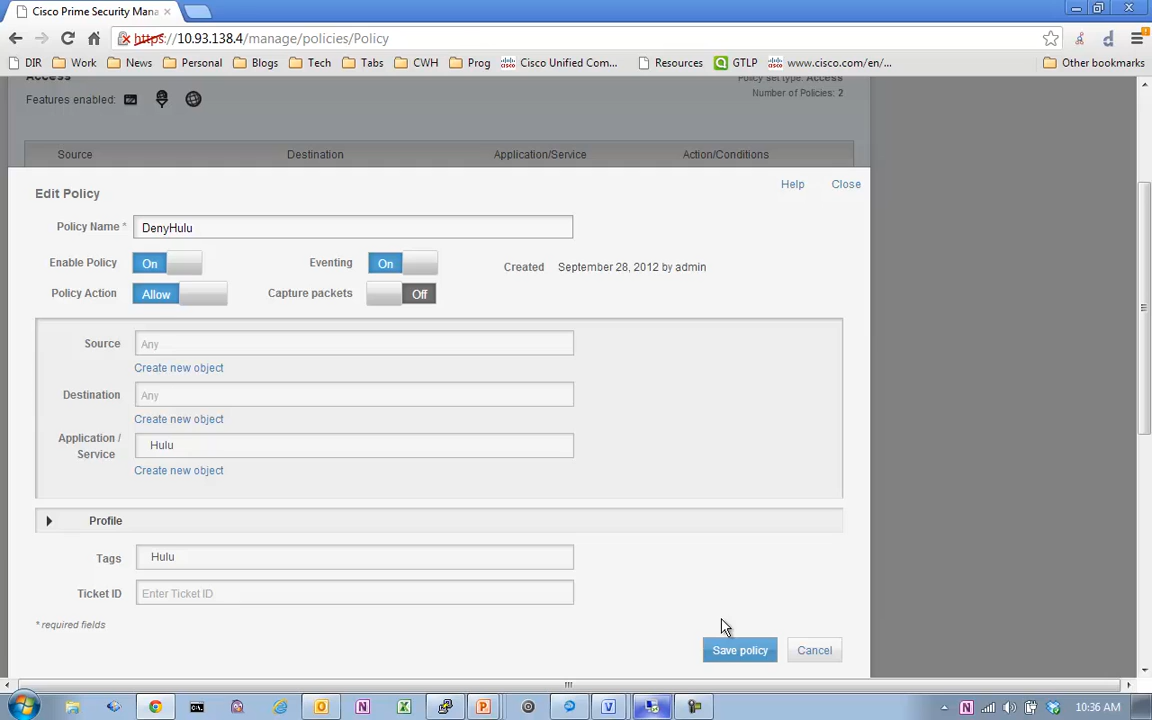 Cisco Prime Security Mana
https://10.93.138.4/manage/policies/Policy
DIR Work News Personal Blogs Tech Tabs CWH Prog Cisco Unified Com... Resources GTLP www.cisco.com/en/... Other bookmarks
Access
Policy set type: Access
Features enabled:
Number of Policies: 2
Source Destination Application/Service Action/Conditions
Edit Policy
Help Close
Policy Name * DenyHulu
Enable Policy On Eventing On Created September 28, 2012 by admin
Policy Action Allow Capture packets Off
Source Any
Create new object
Destination Any
Create new object
Application /
Service
Hulu
Create new object
Profile
Tags Hulu
Ticket ID Enter Ticket ID
* required fields
Save policy Cancel
10:36 AM